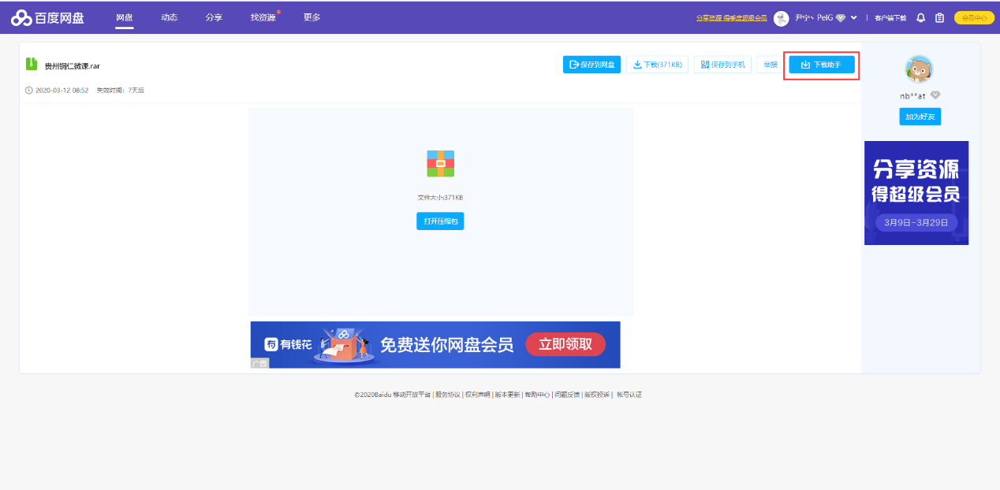 百度网盘 网盘 动态 分享 找资源 更多 分享资源 得季度超级会员 尹宁丶PeiG 客户端下载 会员中心
贵州铜仁微课.rar 保存到网盘 下载(371KB) 保存到手机 举报 下载助手
2020-03-12 08:52 失效时间：7天后
nb**at
加为好友
文件大小:371KB
打开压缩包
分享资源
得超级会员
3月9日-3月29日
有钱花 免费送你网盘会员 立即领取
广告
©2020Baidu 移动开放平台 | 服务协议 | 权利声明 | 版本更新 | 帮助中心 | 问题反馈 | 版权投诉 | 帐号认证